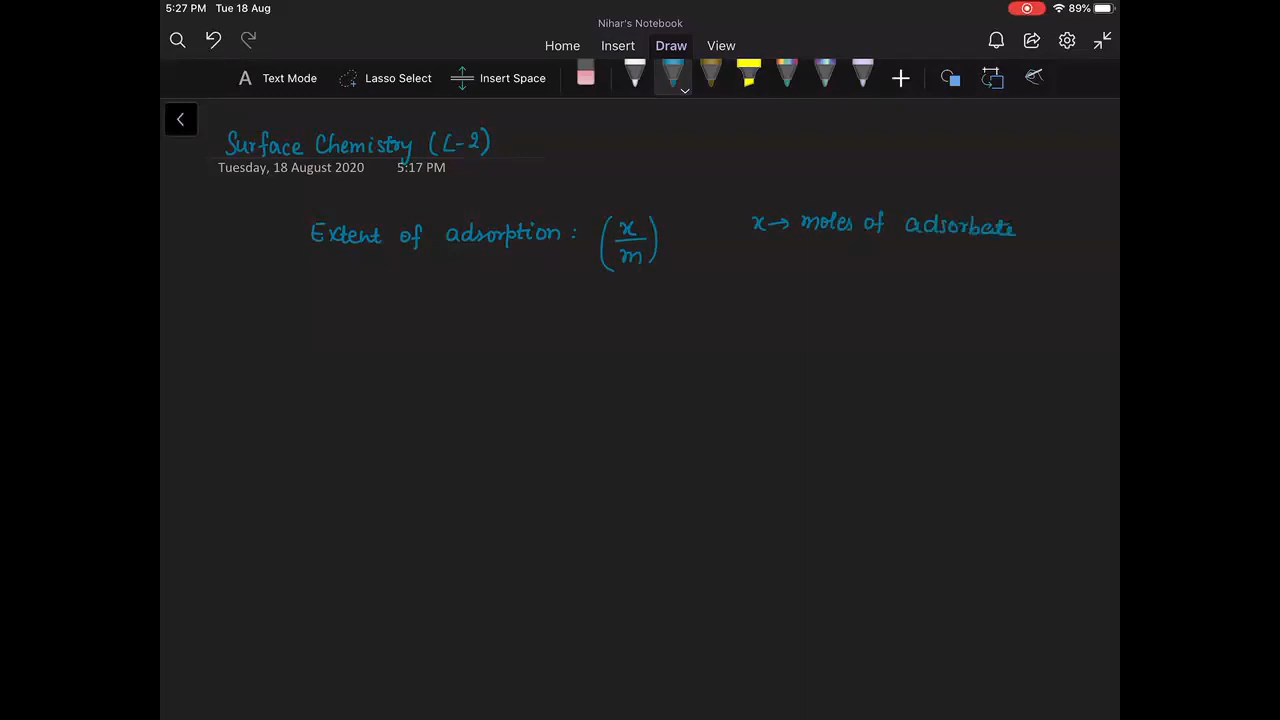 5:27 PM Tue 18 Aug
89%
Nihar's Notebook
Home Insert Draw View
Text Mode Lasso Select Insert Space
Surface Chemistry (L-2)
Tuesday, 18 August 2020 5:17 PM
Extent of adsorption : (x/m) x → moles of adsorbate